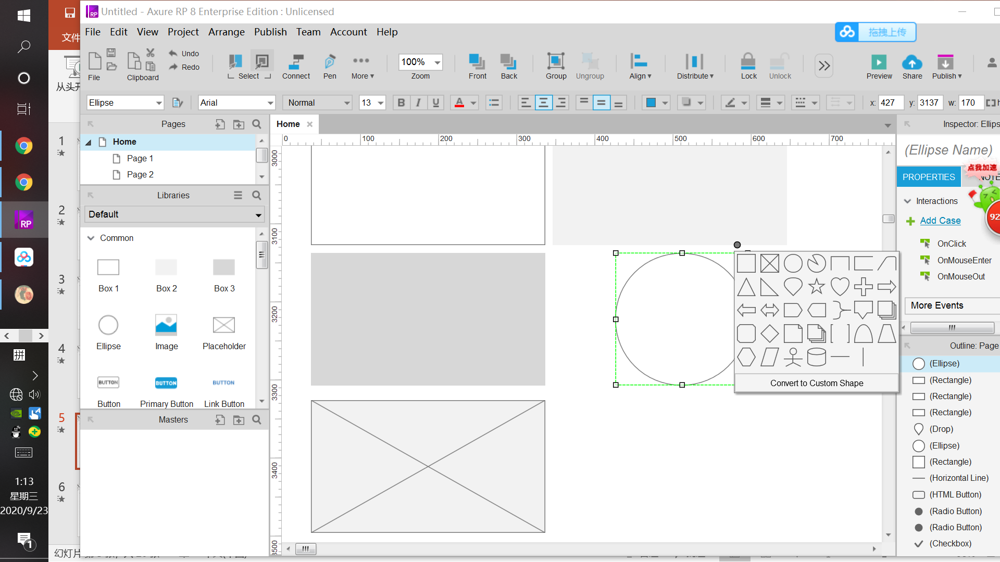 Untitled - Axure RP 8 Enterprise Edition : Unlicensed
文件
File Edit View Project Arrange Publish Team Account Help
拖拽上传
从头开
File
Clipboard
Undo
Redo
Select
Connect
Pen
More ▾
100%
Zoom
Front
Back
Group
Ungroup
Align ▾
Distribute ▾
Lock
Unlock
Preview
Share
Publish ▾
Ellipse
Arial
Normal
13
B I U
A
x: 427 y: 3137 w: 170
Pages
Home
Page 1
Page 2
Libraries
Default
Common
Box 1 Box 2 Box 3
Ellipse Image Placeholder
BUTTON BUTTON BUTTON
Button Primary Button Link Button
Masters
Home
0 100 200 300 400 500 600 700
3000
3100
3200
3300
3400
3500
Convert to Custom Shape
Inspector: Ellips
(Ellipse Name)
点我加速
PROPERTIES NOTE
Interactions
92
Add Case
OnClick
OnMouseEnter
OnMouseOut
More Events
Outline: Page
(Ellipse)
(Rectangle)
(Rectangle)
(Rectangle)
(Drop)
(Ellipse)
(Rectangle)
(Horizontal Line)
(HTML Button)
(Radio Button)
(Radio Button)
(Checkbox)
1
2
3
4
5
6
RP
RP
拼
1:13
星期三
2020/9/23
1
幻灯片